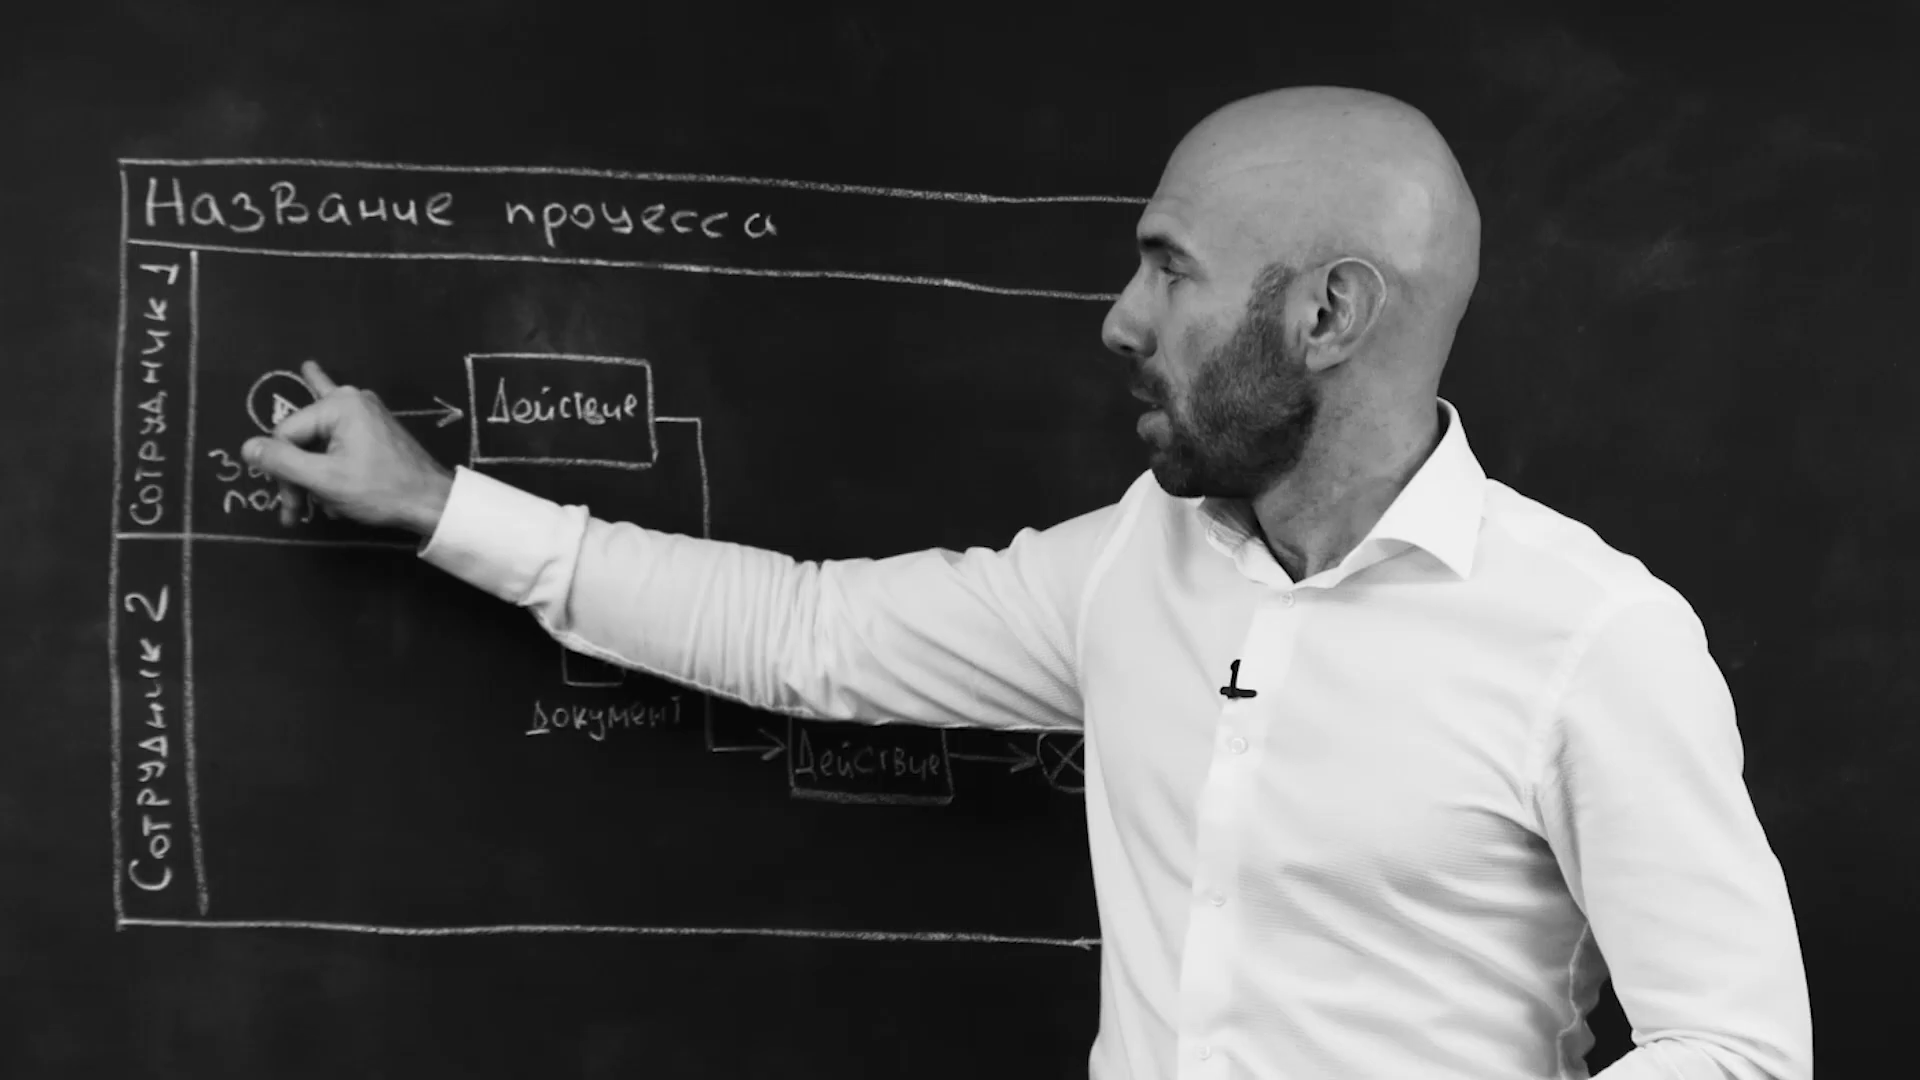 Название процесса
Сотрудник 1
Действие
Сотрудник 2
Документ
Действие